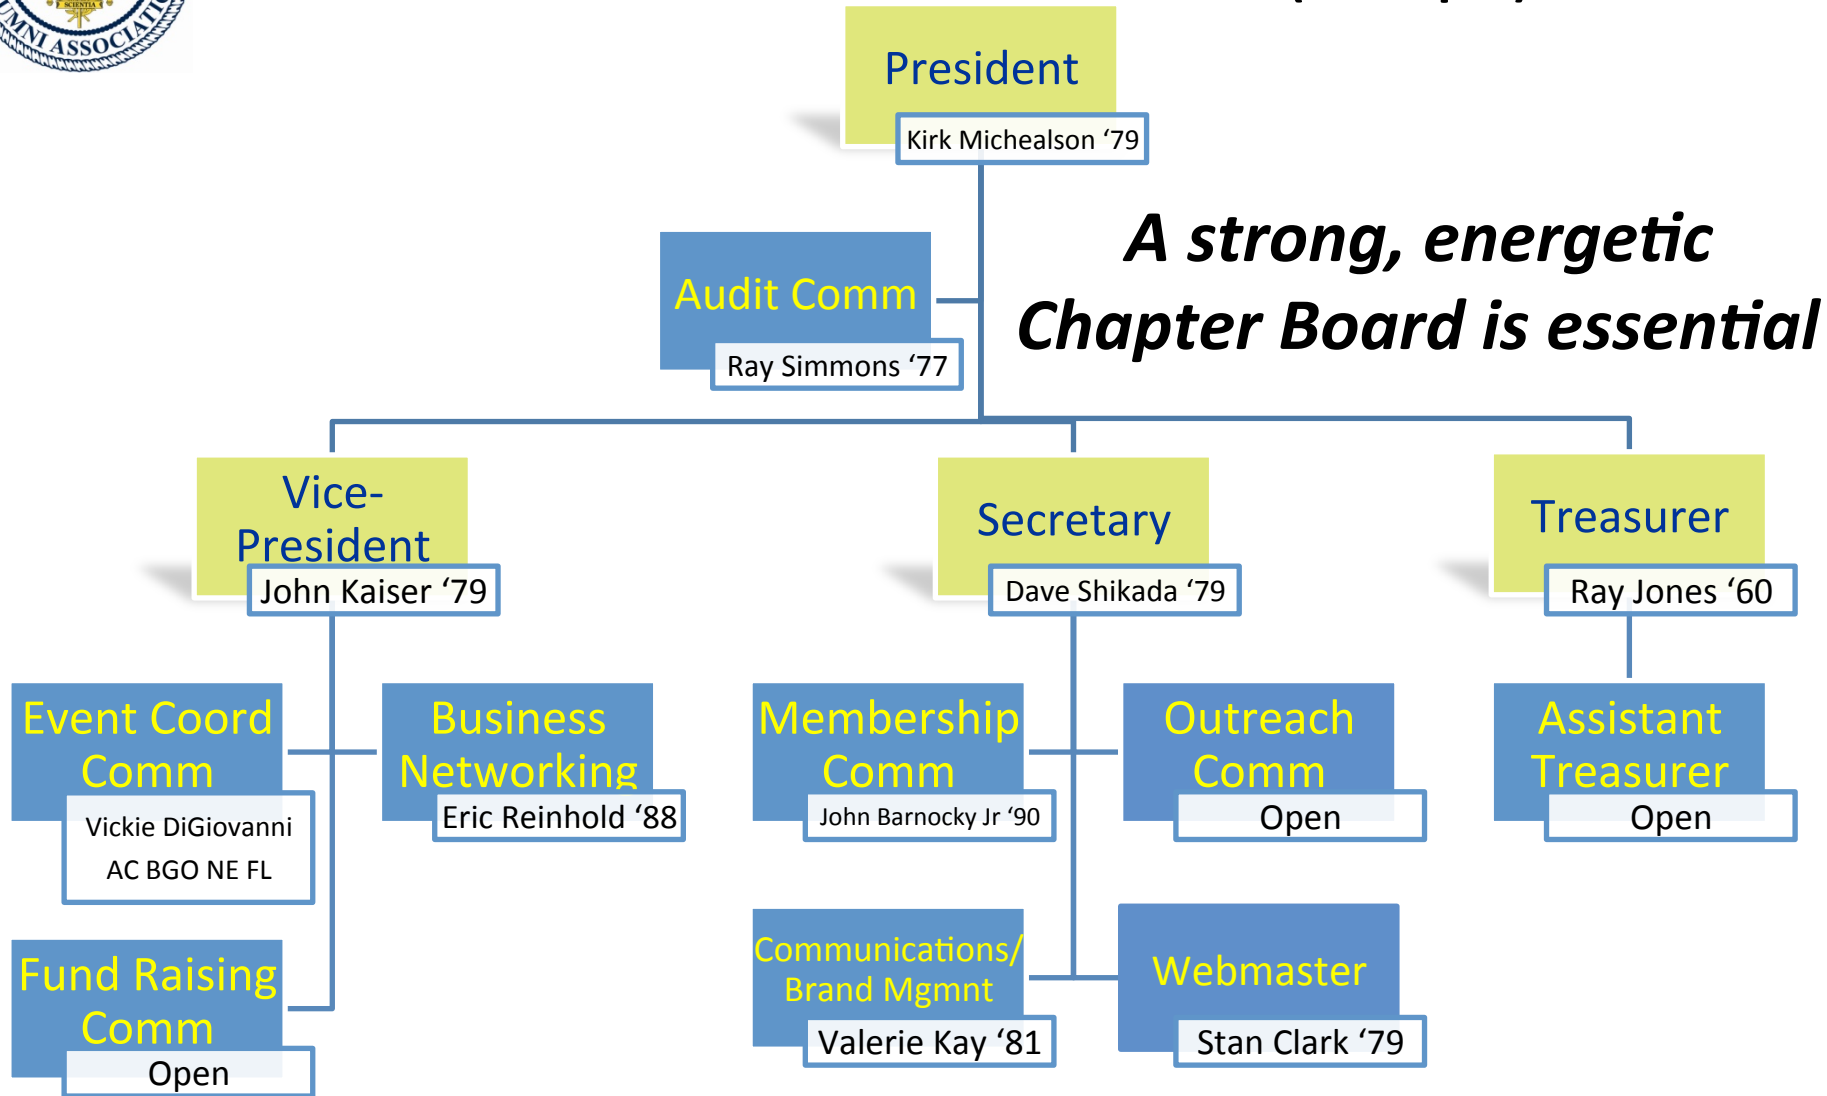 SCIENTIA
President
Kirk Michealson ‘79
A strong, energetic
Chapter Board is essential
Audit Comm
Ray Simmons ‘77
Vice-
President
John Kaiser ‘79
Secretary
Dave Shikada ‘79
Treasurer
Ray Jones ‘60
Event Coord
Comm
Vickie DiGiovanni
AC BGO NE FL
Business
Networking
Eric Reinhold ‘88
Membership
Comm
John Barnocky Jr ‘90
Outreach
Comm
Open
Assistant
Treasurer
Open
Fund Raising
Comm
Open
Communications/
Brand Mgmnt
Valerie Kay ‘81
Webmaster
Stan Clark ‘79